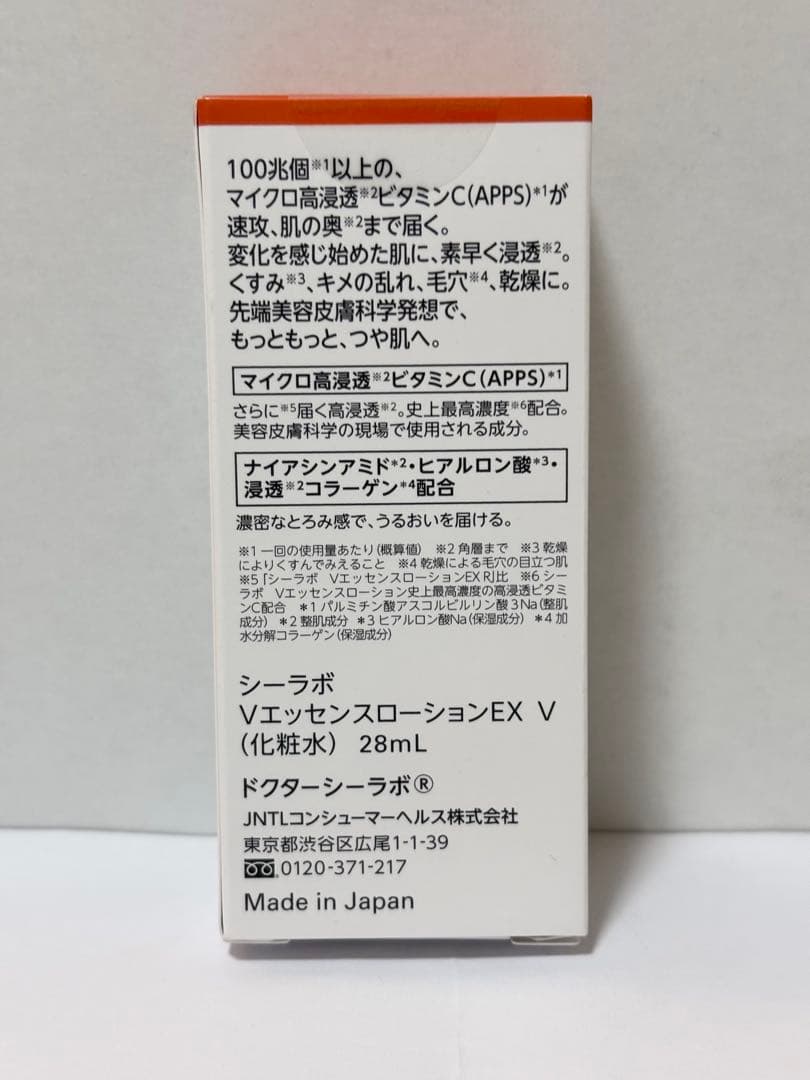 100兆個※1以上の、
マイクロ高浸透※2ビタミンC(APPS)*1が
速攻、肌の奥※2まで届く。
変化を感じ始めた肌に、素早く浸透※2。
くすみ※3、キメの乱れ、毛穴※4、乾燥に。
先端美容皮膚科学発想で、
もっともっと、つや肌へ。
マイクロ高浸透※2ビタミンC(APPS)*1
さらに※5届く高浸透※2。史上最高濃度※6配合。
美容皮膚科学の現場で使用される成分。
ナイアシンアミド*2・ヒアルロン酸*3・
浸透※2コラーゲン*4配合
濃密なとろみ感で、うるおいを届ける。
※1 一回の使用量あたり(概算値) ※2 角層まで ※3 乾燥
によりくすんでみえること ※4 乾燥による毛穴の目立つ肌
※5「シーラボ VエッセンスローションEX R」比 ※6 シー
ラボ Vエッセンスローション史上最高濃度の高浸透ビタミ
ンC配合 *1 パルミチン酸アスコルビルリン酸3Na(整肌
成分) *2 整肌成分 *3 ヒアルロン酸Na(保湿成分) *4 加
水分解コラーゲン(保湿成分)
シーラボ
VエッセンスローションEX V
(化粧水) 28mL
ドクターシーラボ®
JNTLコンシューマーヘルス株式会社
東京都渋谷区広尾1-1-39
0120-371-217
Made in Japan